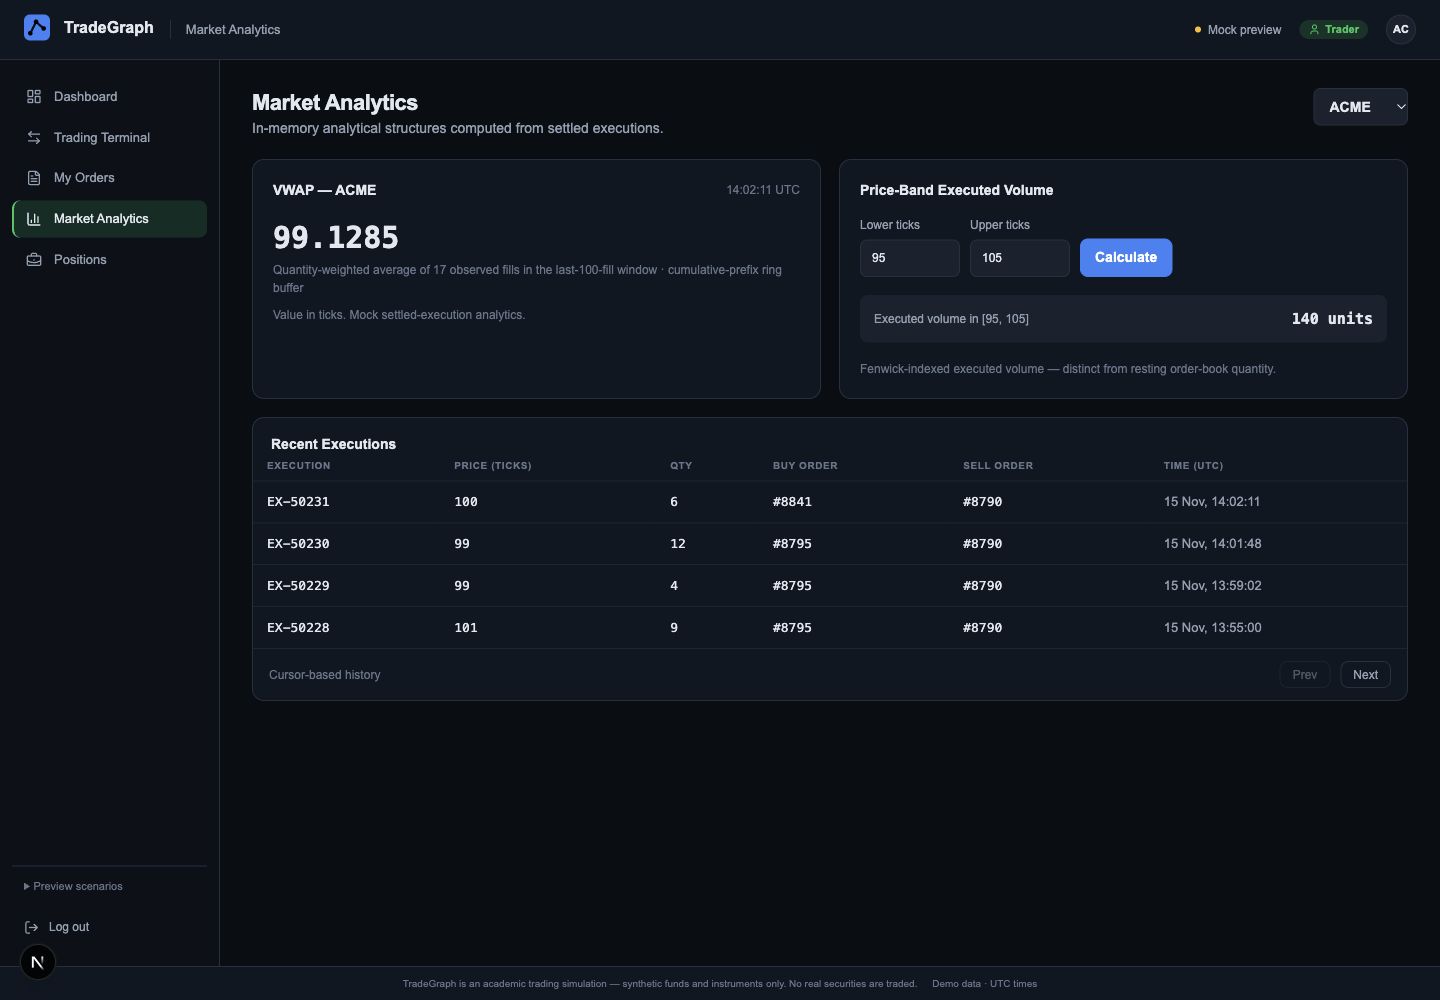 TradeGraph
Market Analytics
Mock preview
Trader
AC
Dashboard
Trading Terminal
My Orders
Market Analytics
Positions
Preview scenarios
Log out
N
Market Analytics
In-memory analytical structures computed from settled executions.
ACME
VWAP — ACME
14:02:11 UTC
99.1285
Quantity-weighted average of 17 observed fills in the last-100-fill window · cumulative-prefix ring
buffer
Value in ticks. Mock settled-execution analytics.
Price-Band Executed Volume
Lower ticks
Upper ticks
95
105
Calculate
Executed volume in [95, 105]
140 units
Fenwick-indexed executed volume — distinct from resting order-book quantity.
Recent Executions
EXECUTION PRICE (TICKS) QTY BUY ORDER SELL ORDER TIME (UTC)
EX–50231 100 6 #8841 #8790 15 Nov, 14:02:11
EX–50230 99 12 #8795 #8790 15 Nov, 14:01:48
EX–50229 99 4 #8795 #8790 15 Nov, 13:59:02
EX–50228 101 9 #8795 #8790 15 Nov, 13:55:00
Cursor-based history
Prev
Next
TradeGraph is an academic trading simulation — synthetic funds and instruments only. No real securities are traded. Demo data · UTC times